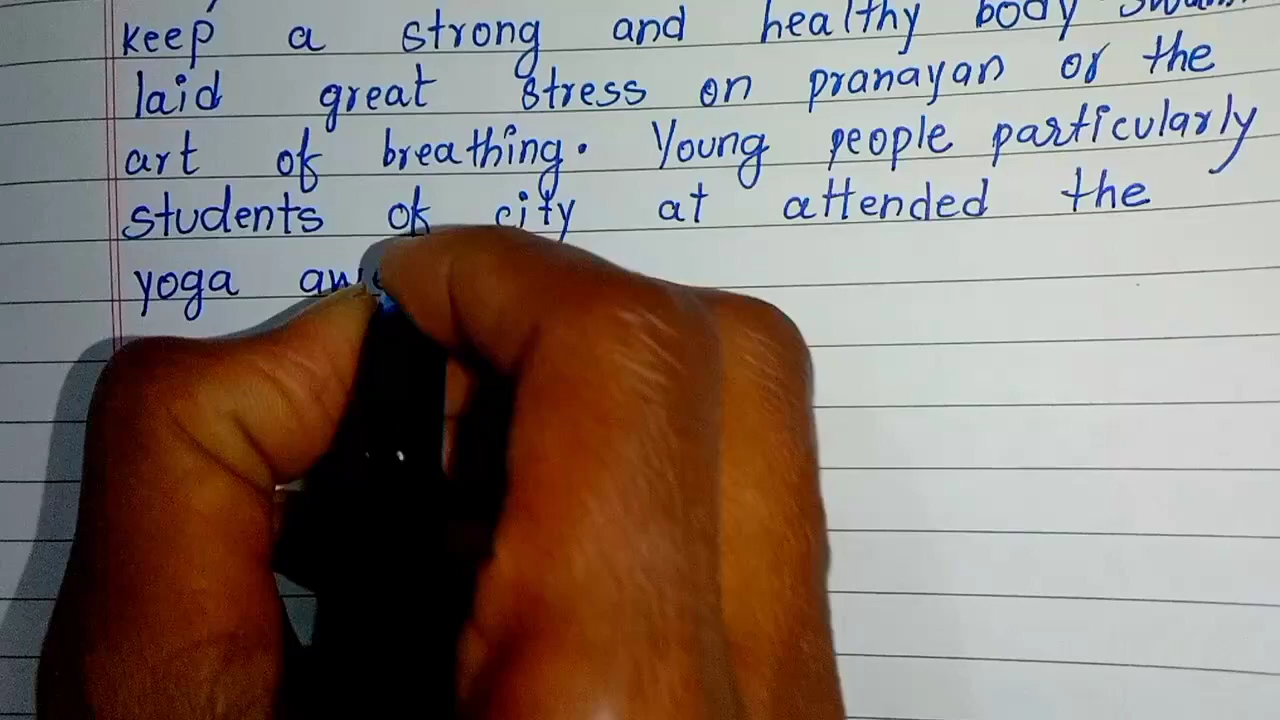 keep a strong and healthy body
laid great stress on pranayan or the
art of breathing. Young people particularly
students of city at attended the
yoga